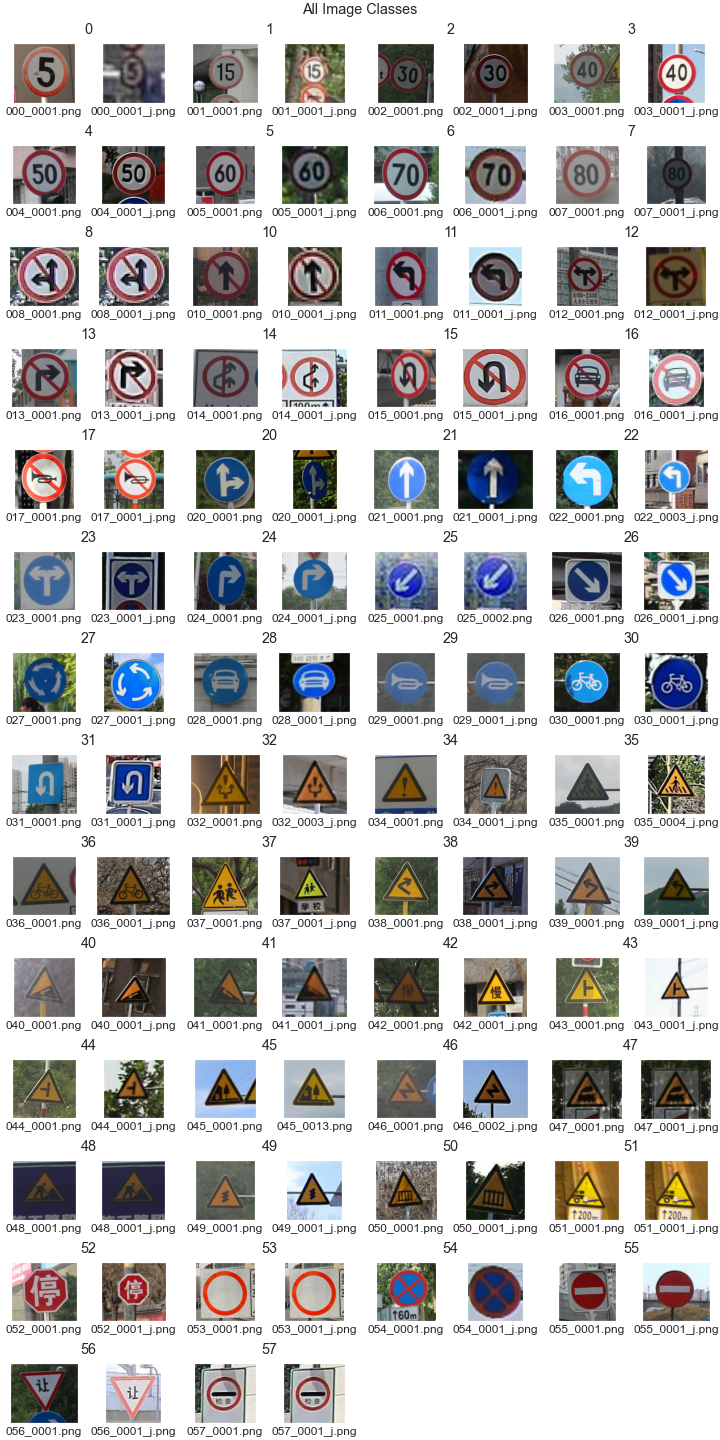 All Image Classes
0 1 2 3
5 5 15 15 30 30 40 40
000_0001.png 000_0001_j.png 001_0001.png 001_0001_j.png 002_0001.png 002_0001_j.png 003_0001.png 003_0001_j.png
4 5 6 7
50 50 60 60 70 70 80 80
004_0001.png 004_0001_j.png 005_0001.png 005_0001_j.png 006_0001.png 006_0001_j.png 007_0001.png 007_0001_j.png
8 10 11 12
008_0001.png 008_0001_j.png 010_0001.png 010_0001_j.png 011_0001.png 011_0001_j.png 012_0001.png 012_0001_j.png
13 14 15 16
013_0001.png 013_0001_j.png 014_0001.png 014_0001_j.png 015_0001.png 015_0001_j.png 016_0001.png 016_0001_j.png
17 20 21 22
017_0001.png 017_0001_j.png 020_0001.png 020_0001_j.png 021_0001.png 021_0001_j.png 022_0001.png 022_0003_j.png
23 24 25 26
023_0001.png 023_0001_j.png 024_0001.png 024_0001_j.png 025_0001.png 025_0002.png 026_0001.png 026_0001_j.png
27 28 29 30
027_0001.png 027_0001_j.png 028_0001.png 028_0001_j.png 029_0001.png 029_0001_j.png 030_0001.png 030_0001_j.png
31 32 34 35
031_0001.png 031_0001_j.png 032_0001.png 032_0003_j.png 034_0001.png 034_0001_j.png 035_0001.png 035_0004_j.png
36 37 38 39
學校
036_0001.png 036_0001_j.png 037_0001.png 037_0001_j.png 038_0001.png 038_0001_j.png 039_0001.png 039_0001_j.png
40 41 42 43
慢 慢
040_0001.png 040_0001_j.png 041_0001.png 041_0001_j.png 042_0001.png 042_0001_j.png 043_0001.png 043_0001_j.png
44 45 46 47
044_0001.png 044_0001_j.png 045_0001.png 045_0013.png 046_0001.png 046_0002_j.png 047_0001.png 047_0001_j.png
48 49 50 51
↑200m ↑200m
048_0001.png 048_0001_j.png 049_0001.png 049_0001_j.png 050_0001.png 050_0001_j.png 051_0001.png 051_0001_j.png
52 53 54 55
停 停 ↑60m
052_0001.png 052_0001_j.png 053_0001.png 053_0001_j.png 054_0001.png 054_0001_j.png 055_0001.png 055_0001_j.png
56 57
让 让 检查 检查
056_0001.png 056_0001_j.png 057_0001.png 057_0001_j.png